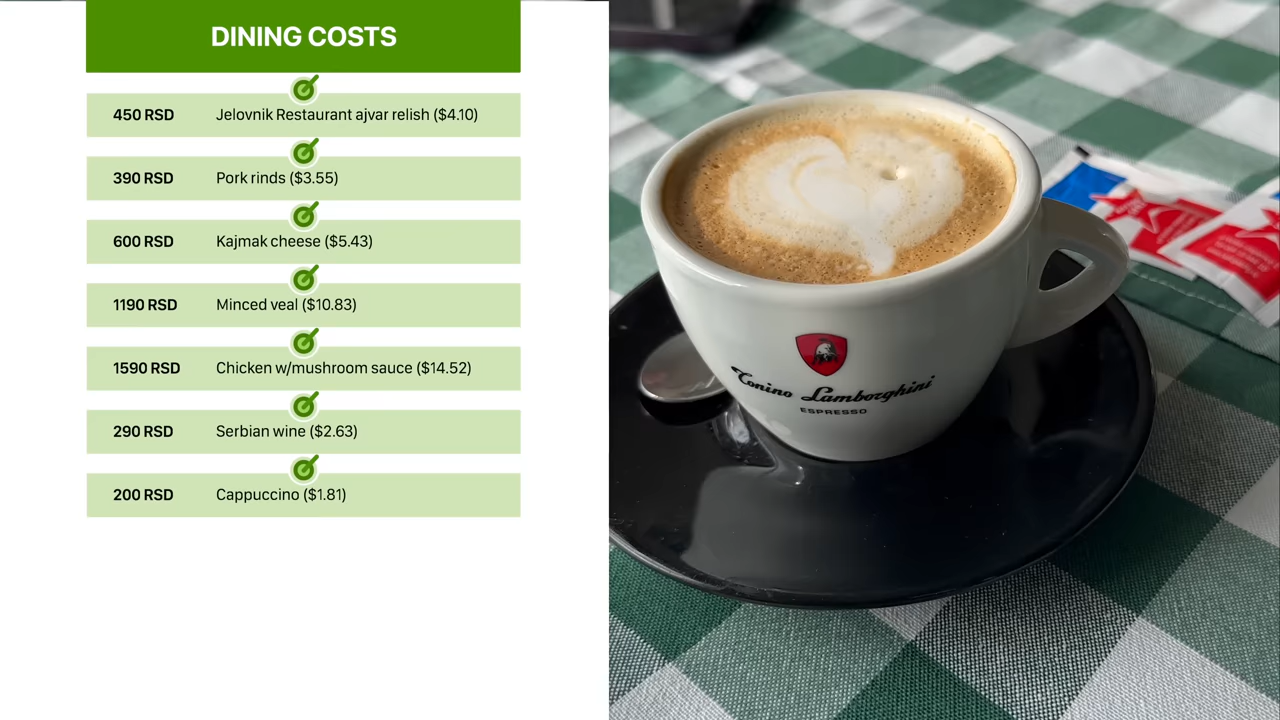 DINING COSTS
450 RSD Jelovnik Restaurant ajvar relish ($4.10)
390 RSD Pork rinds ($3.55)
600 RSD Kajmak cheese ($5.43)
1190 RSD Minced veal ($10.83)
1590 RSD Chicken w/mushroom sauce ($14.52)
290 RSD Serbian wine ($2.63)
200 RSD Cappuccino ($1.81)
Tonino Lamborghini
ESPRESSO